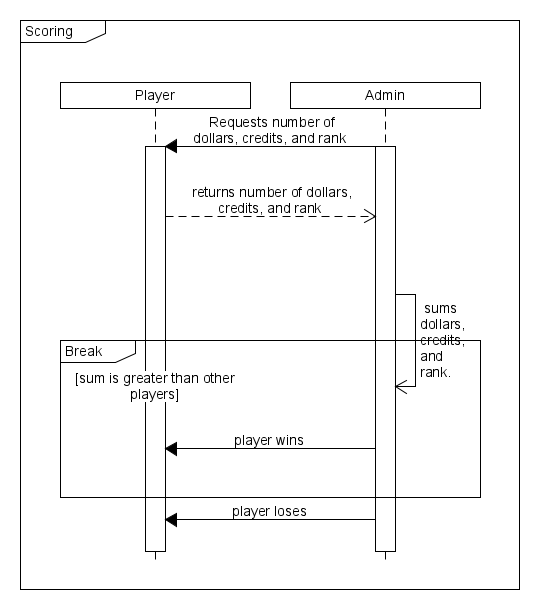 Scoring
Player
Admin
Requests number of
dollars, credits, and rank
returns number of dollars,
credits, and rank
sums
dollars,
credits,
and
rank.
Break
[sum is greater than other
players]
player wins
player loses